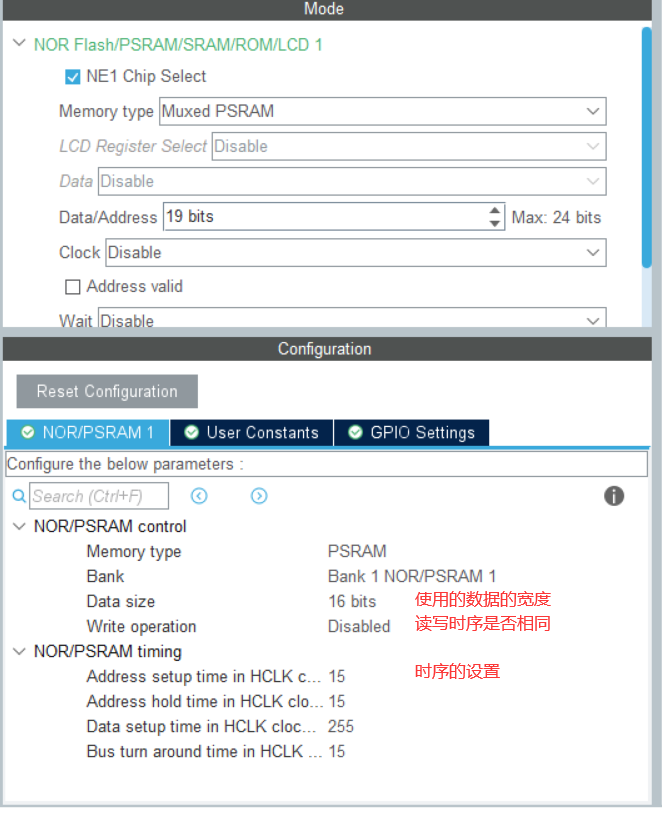 Mode
NOR Flash/PSRAM/SRAM/ROM/LCD 1
NE1 Chip Select
Memory type Muxed PSRAM
LCD Register Select Disable
Data Disable
Data/Address 19 bits Max: 24 bits
Clock Disable
Address valid
Wait Disable
Configuration
Reset Configuration
NOR/PSRAM 1 User Constants GPIO Settings
Configure the below parameters :
Search (Ctrl+F)
NOR/PSRAM control
Memory type PSRAM
Bank Bank 1 NOR/PSRAM 1
Data size 16 bits 使用的数据的宽度
Write operation Disabled 读写时序是否相同
NOR/PSRAM timing
Address setup time in HCLK c... 15 时序的设置
Address hold time in HCLK clo... 15
Data setup time in HCLK cloc... 255
Bus turn around time in HCLK ... 15